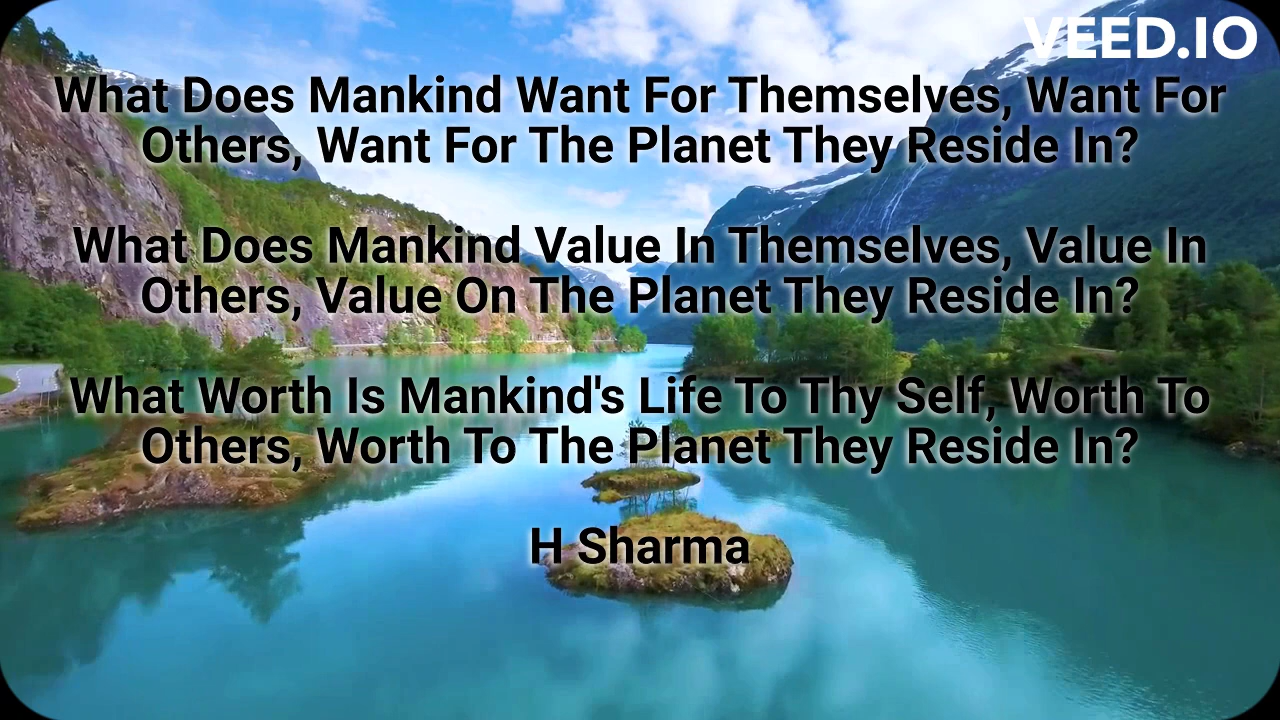 VEED.IO
What Does Mankind Want For Themselves, Want For
Others, Want For The Planet They Reside In?
What Does Mankind Value In Themselves, Value In
Others, Value On The Planet They Reside In?
What Worth Is Mankind's Life To Thy Self, Worth To
Others, Worth To The Planet They Reside In?
H Sharma